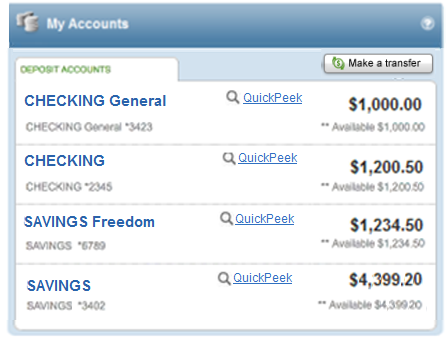 My Accounts ?
DEPOSIT ACCOUNTS Make a transfer
CHECKING General QuickPeek $1,000.00
CHECKING General *3423 ** Available $1,000.00
CHECKING QuickPeek $1,200.50
CHECKING *2345 ** Available $1,200.50
SAVINGS Freedom QuickPeek $1,234.50
SAVINGS *6789 ** Available $1,234.50
SAVINGS QuickPeek $4,399.20
SAVINGS *3402 ** Available $4,399.20